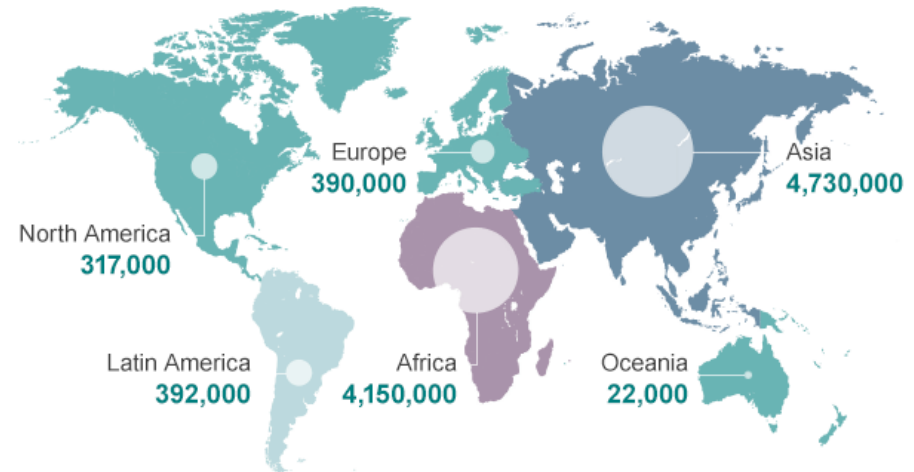 Europe
390,000
Asia
4,730,000
North America
317,000
Latin America
392,000
Africa
4,150,000
Oceania
22,000